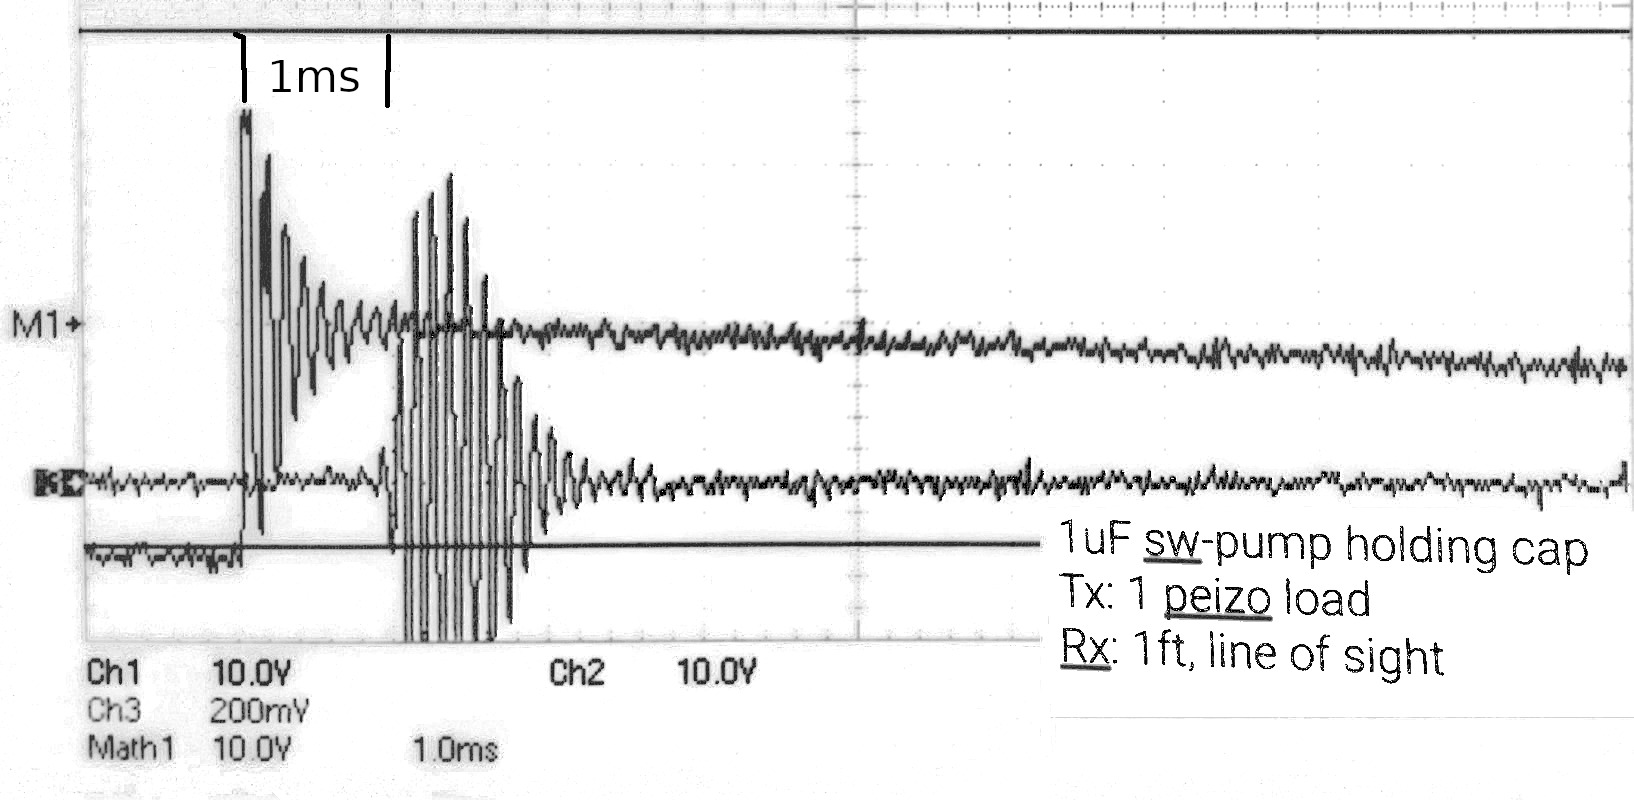 1ms
M1
1uF sw-pump holding cap
Tx: 1 peizo load
Rx: 1ft, line of sight
Ch1 10.0V Ch2 10.0V
Ch3 200mV
Math1 10.0V 1.0ms